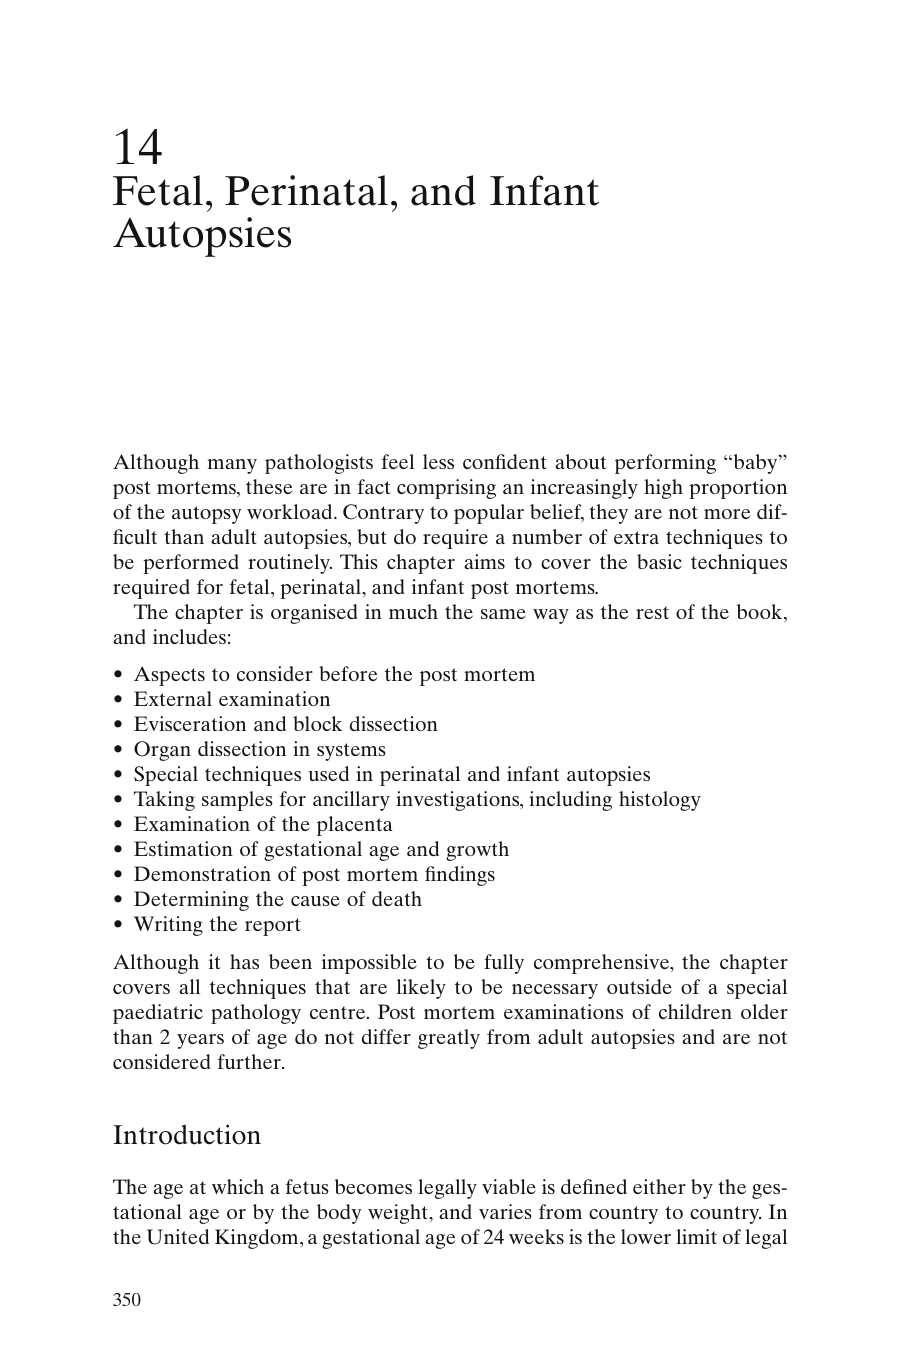 14
Fetal, Perinatal, and Infant
Autopsies
Although many pathologists feel less confident about performing “baby”
post mortems, these are in fact comprising an increasingly high proportion
of the autopsy workload. Contrary to popular belief, they are not more dif-
ficult than adult autopsies, but do require a number of extra techniques to
be performed routinely. This chapter aims to cover the basic techniques
required for fetal, perinatal, and infant post mortems.
The chapter is organised in much the same way as the rest of the book,
and includes:
• Aspects to consider before the post mortem
• External examination
• Evisceration and block dissection
• Organ dissection in systems
• Special techniques used in perinatal and infant autopsies
• Taking samples for ancillary investigations, including histology
• Examination of the placenta
• Estimation of gestational age and growth
• Demonstration of post mortem findings
• Determining the cause of death
• Writing the report
Although it has been impossible to be fully comprehensive, the chapter
covers all techniques that are likely to be necessary outside of a special
paediatric pathology centre. Post mortem examinations of children older
than 2 years of age do not differ greatly from adult autopsies and are not
considered further.
Introduction
The age at which a fetus becomes legally viable is defined either by the ges-
tational age or by the body weight, and varies from country to country. In
the United Kingdom, a gestational age of 24 weeks is the lower limit of legal
350